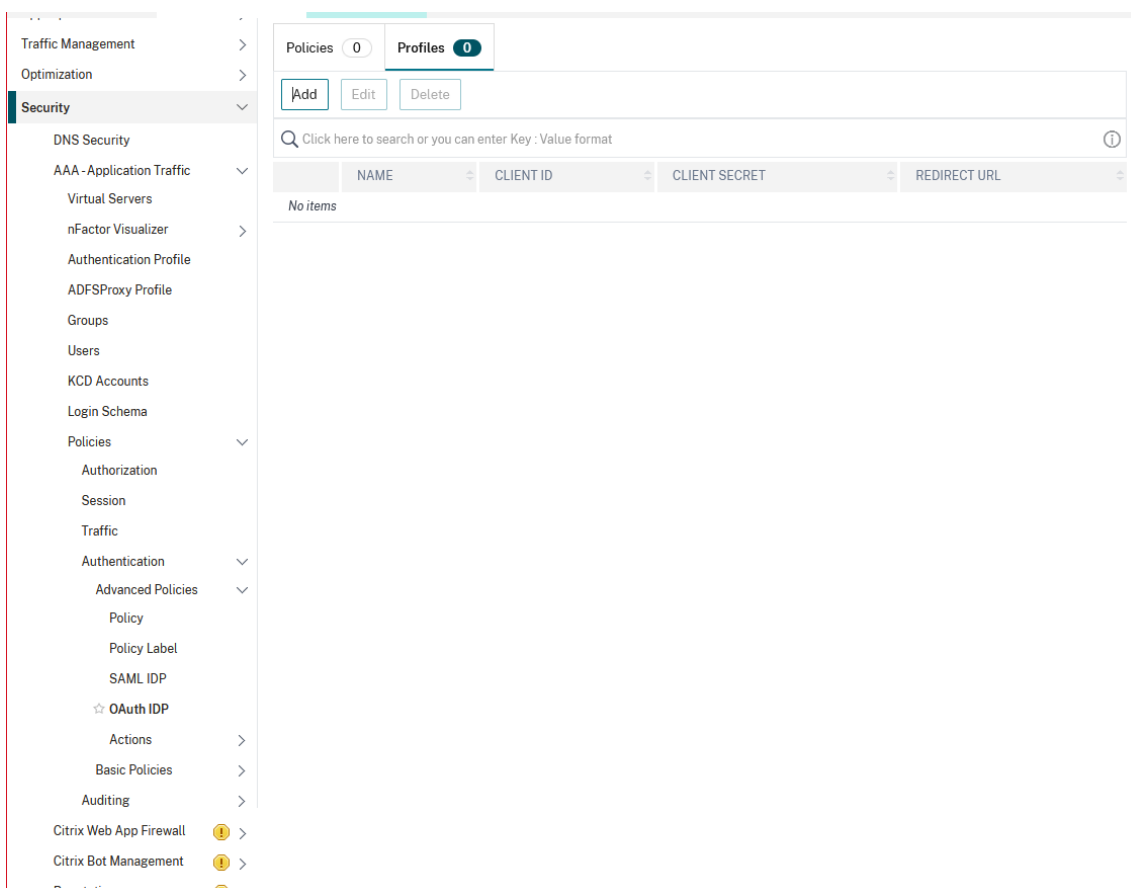 Traffic Management
Optimization
Security
DNS Security
AAA - Application Traffic
Virtual Servers
nFactor Visualizer
Authentication Profile
ADFSProxy Profile
Groups
Users
KCD Accounts
Login Schema
Policies
Authorization
Session
Traffic
Authentication
Advanced Policies
Policy
Policy Label
SAML IDP
OAuth IDP
Actions
Basic Policies
Auditing
Citrix Web App Firewall
Citrix Bot Management
Policies 0 Profiles 0
Add Edit Delete
Click here to search or you can enter Key : Value format
NAME CLIENT ID CLIENT SECRET REDIRECT URL
No items